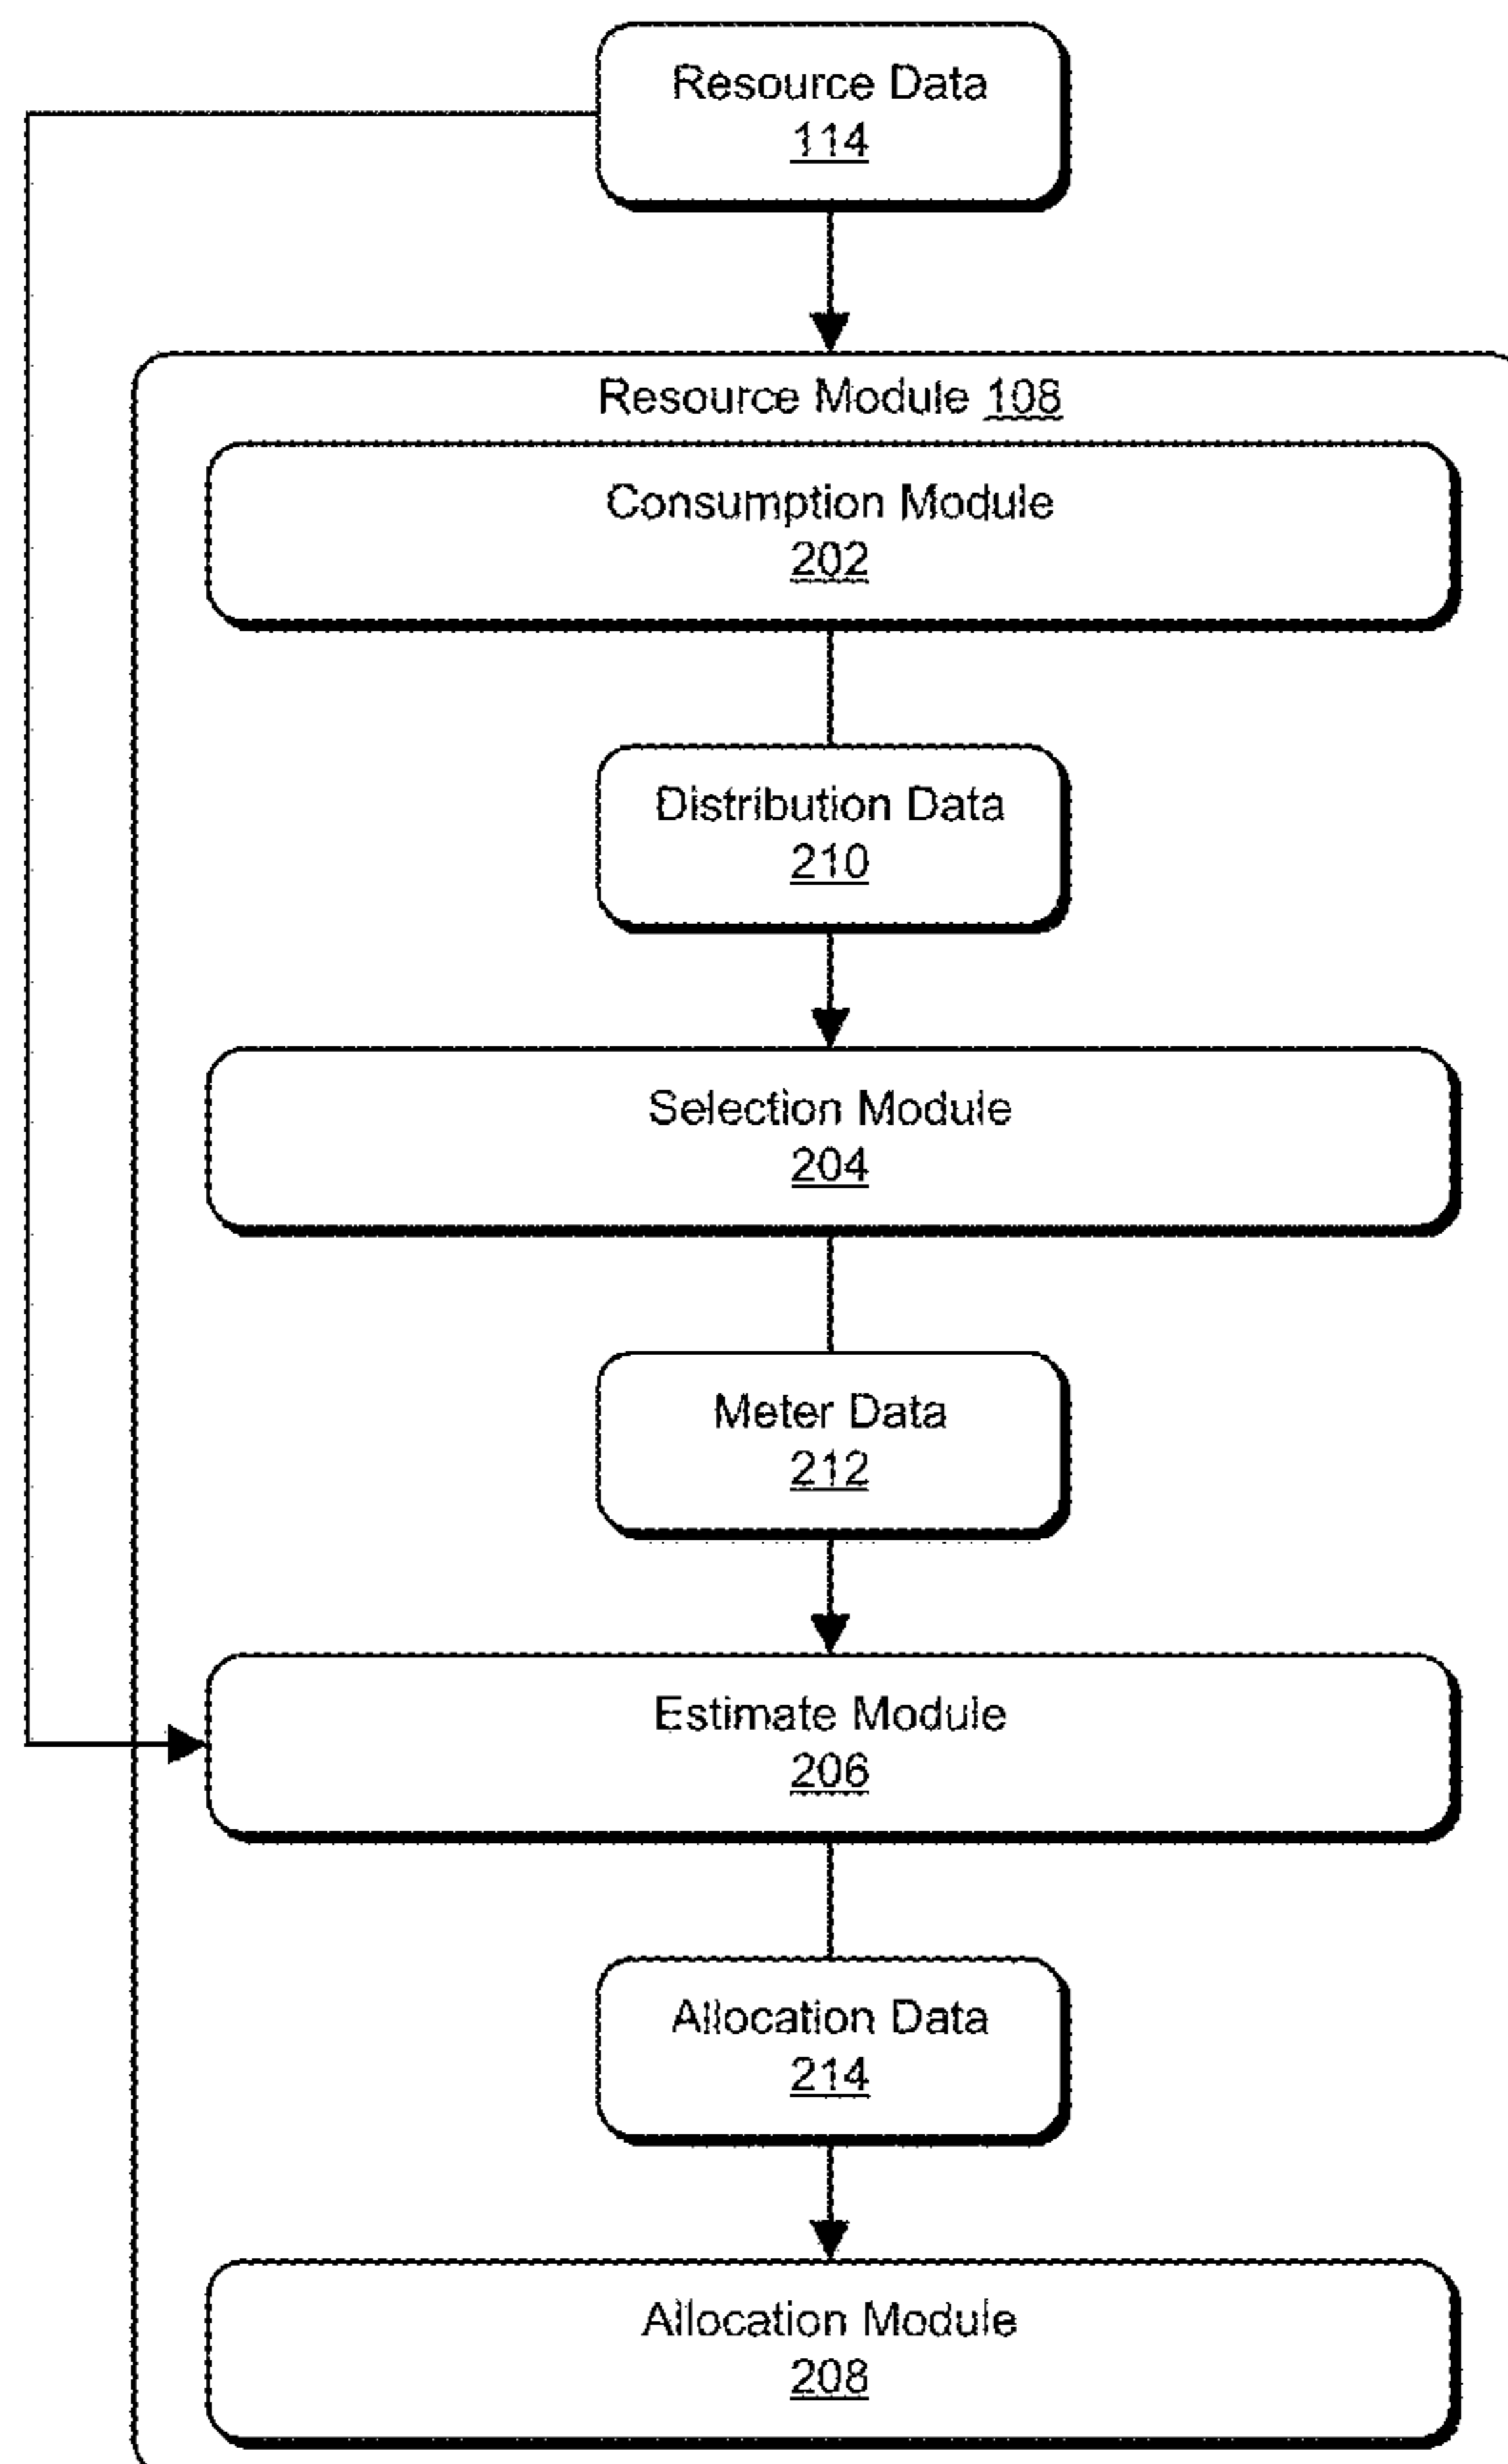 Resource Data
114
Resource Module 108
Consumption Module
202
Distribution Data
210
Selection Module
204
Meter Data
212
Estimate Module
206
Allocation Data
214
Allocation Module
208